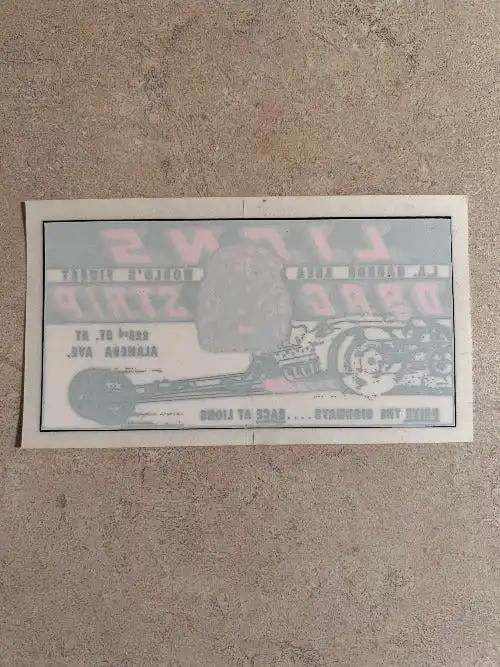 LIONS
L.A. HARBOR AREA WORLD'S FINEST
DRAG STRIP
223rd ST. AT
ALAMEDA AVE.
DRIVE THE HIGHWAYS....RACE AT LIONS